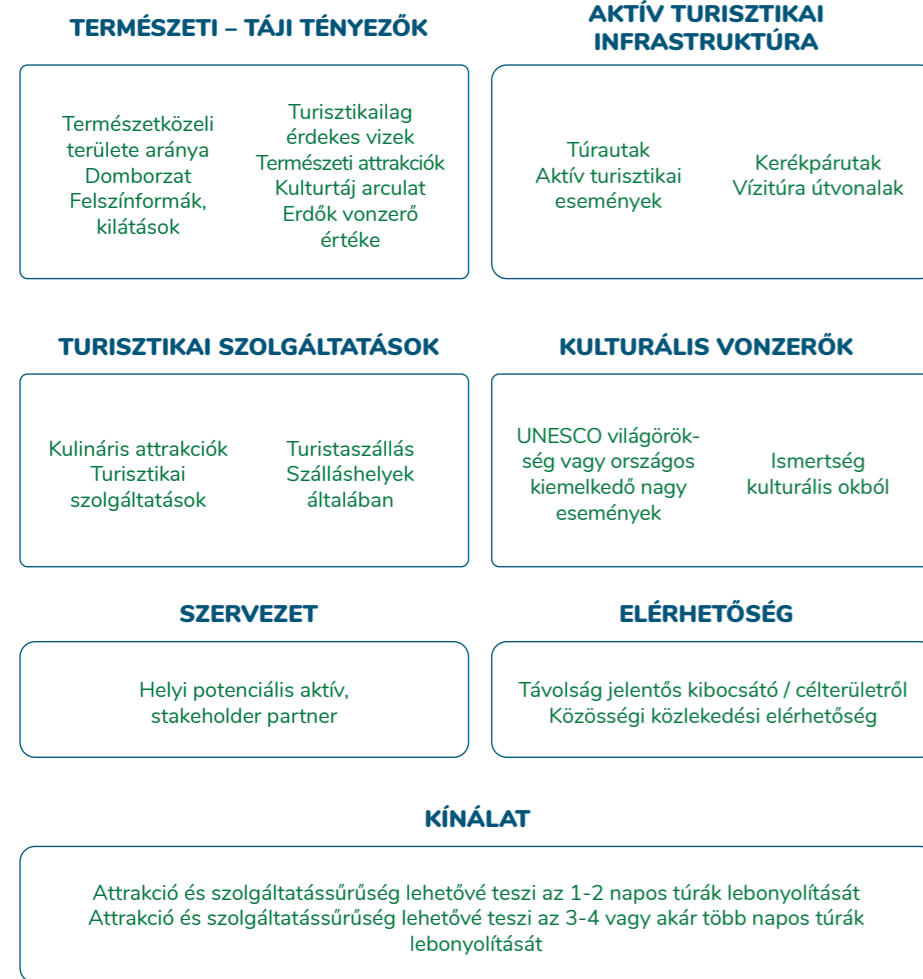 TERMÉSZETI – TÁJI TÉNYEZŐK
Természetközeli
területe aránya
Domborzat
Felszínformák,
kilátások
Turisztikailag
érdekes vizek
Természeti attrakciók
Kulturtáj arculat
Erdők vonzerő
értéke
AKTÍV TURISZTIKAI
INFRASTRUKTÚRA
Túrautak
Aktív turisztikai
események
Kerékpárutak
Vízitúra útvonalak
TURISZTIKAI SZOLGÁLTATÁSOK
Kulináris attrakciók
Turisztikai
szolgáltatások
Turistaszállás
Szálláshelyek
általában
KULTURÁLIS VONZERŐK
UNESCO világörök-
ség vagy országos
kiemelkedő nagy
események
Ismertség
kulturális okból
SZERVEZET
Helyi potenciális aktív,
stakeholder partner
ELÉRHETŐSÉG
Távolság jelentős kibocsátó / célterületről
Közösségi közlekedési elérhetőség
KÍNÁLAT
Attrakció és szolgáltatássűrűség lehetővé teszi az 1-2 napos túrák lebonyolítását
Attrakció és szolgáltatássűrűség lehetővé teszi az 3-4 vagy akár több napos túrák
lebonyolítását